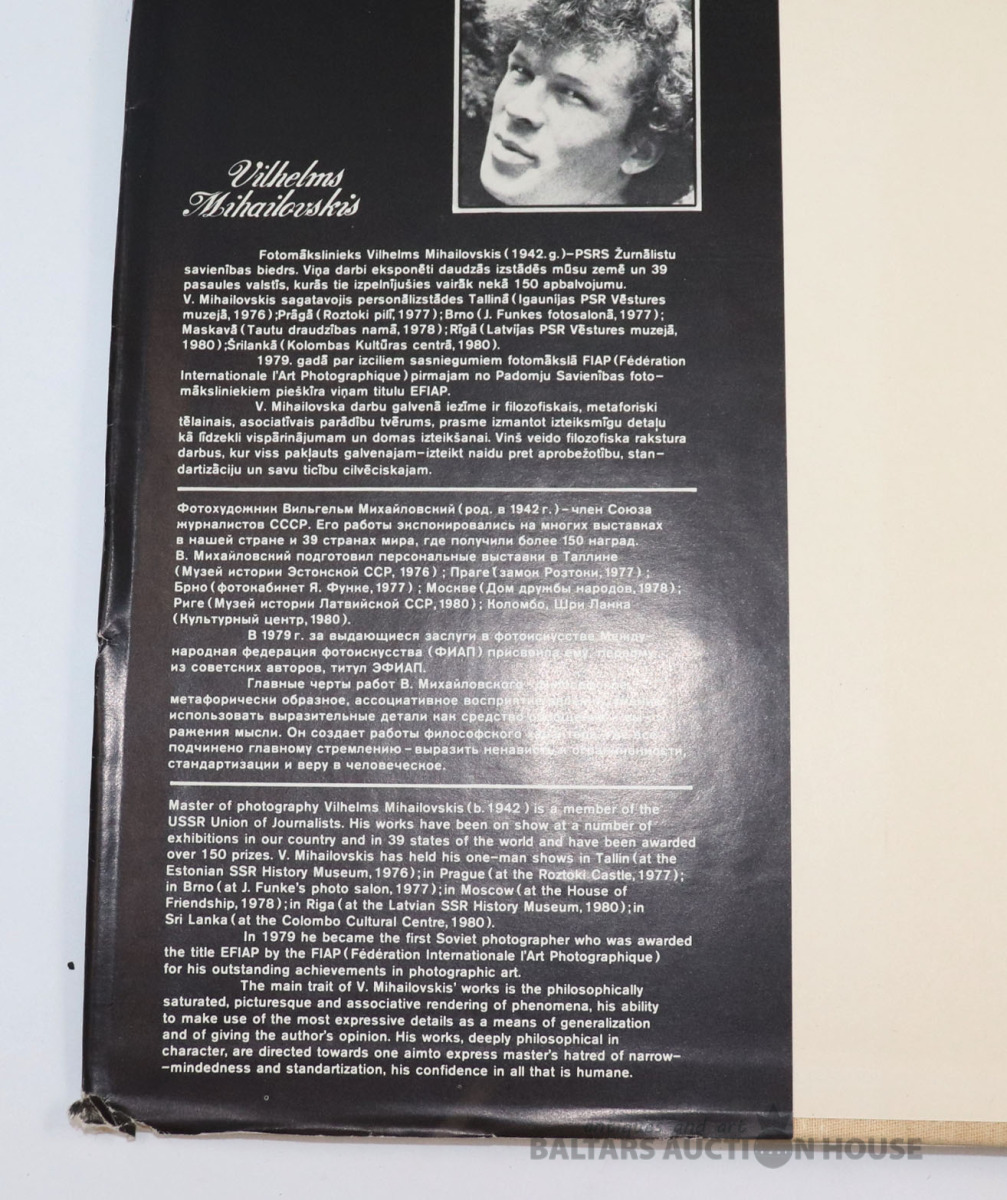 Vilhelms
Mihailovskis
Fotomākslinieks Vilhelms Mihailovskis (1942. g.)—PSRS Žurnālistu
savienības biedrs. Viņa darbi eksponēti daudzās izstādēs mūsu zemē un 39
pasaules valstīs, kurās tie izpelnījušies vairāk nekā 150 apbalvojumu.
V. Mihailovskis sagatavojis personālizstādes Tallinā (Igaunijas PSR Vēstures
muzejā, 1976) ;Prāgā (Roztoki pilī, 1977) ; Brno (J. Funkes fotosalonā, 1977) ;
Maskavā (Tautu draudzības namā, 1978) ; Rīgā (Latvijas PSR Vēstures muzejā,
1980) ;Šrilankā (Kolombas Kultūras centrā, 1980).
1979. gadā par izciliem sasniegumiem fotomākslā FIAP (Fédération
Internationale l'Art Photographique) pirmajam no Padomju Savienības foto—
māksliniekiem piešķīra viņam titulu EFIAP.
V. Mihailovska darbu galvenā iezīme ir filozofiskais, metaforiski
tēlainais, asociatīvais parādību tvērums, prasme izmantot izteiksmīgu detaļu
kā līdzekli vispārinājumam un domas izteikšanai. Vinš veido filozofiska rakstura
darbus, kur viss pakļauts galvenajam—izteikt naidu pret aprobežotību, stan—
dartizāciju un savu ticību cilvēciskajam.
Фотохудожник Вильгельм Михайловский (род. в 1942 г.) — член Союза
журналистов СССР. Его работы экспонировались на многих выставках
в нашей стране и 39 странах мира, где получили более 150 наград.
В. Михайловский подготовил персональные выставки в Таллине
(Музей истории Эстонской ССР, 1976) ; Праге (замок Розтоки, 1977) ;
Брно (фотокабинет Я. Функе, 1977) ; Москве (Дом дружбы народов, 1978) ;
Риге (Музей истории Латвийской ССР, 1980) ; Коломбо, Шри Ланка
(Культурный центр, 1980).
В 1979 г. за выдающиеся заслуги в фотоискусстве Между-
народная федерация фотоискусства (ФИАП) присвоила ему, первому
из советских авторов, титул ЭФИАП.
Главные черты работ В. Михайловского
метафорически образное, ассоциативное восприятие
использовать выразительные детали как средство
ражения мысли. Он создает работы философского
подчинено главному стремлению — выразить ненависть к ограниченности,
стандартизации и веру в человеческое.
Master of photography Vilhelms Mihailovskis (b. 1942 ) is a member of the
USSR Union of Journalists. His works have been on show at a number of
exhibitions in our country and in 39 states of the world and have been awarded
over 150 prizes. V. Mihailovskis has held his one—man shows in Tallin (at the
Estonian SSR History Museum, 1976) ; in Prague (at the Roztoki Castle, 1977) ;
in Brno (at J. Funke's photo salon, 1977) ; in Moscow (at the House of
Friendship, 1978) ; in Riga (at the Latvian SSR History Museum, 1980) ; in
Sri Lanka (at the Colombo Cultural Centre, 1980).
In 1979 he became the first Soviet photographer who was awarded
the title EFIAP by the FIAP (Fédération Internationale l'Art Photographique)
for his outstanding achievements in photographic art.
The main trait of V. Mihailovskis' works is the philosophically
saturated, picturesque and associative rendering of phenomena, his ability
to make use of the most expressive details as a means of generalization
and of giving the author's opinion. His works, deeply philosophical in
character, are directed towards one aimto express master's hatred of narrow—
—mindedness and standartization, his confidence in all that is humane.
BALTARS AUCTION HOUSE